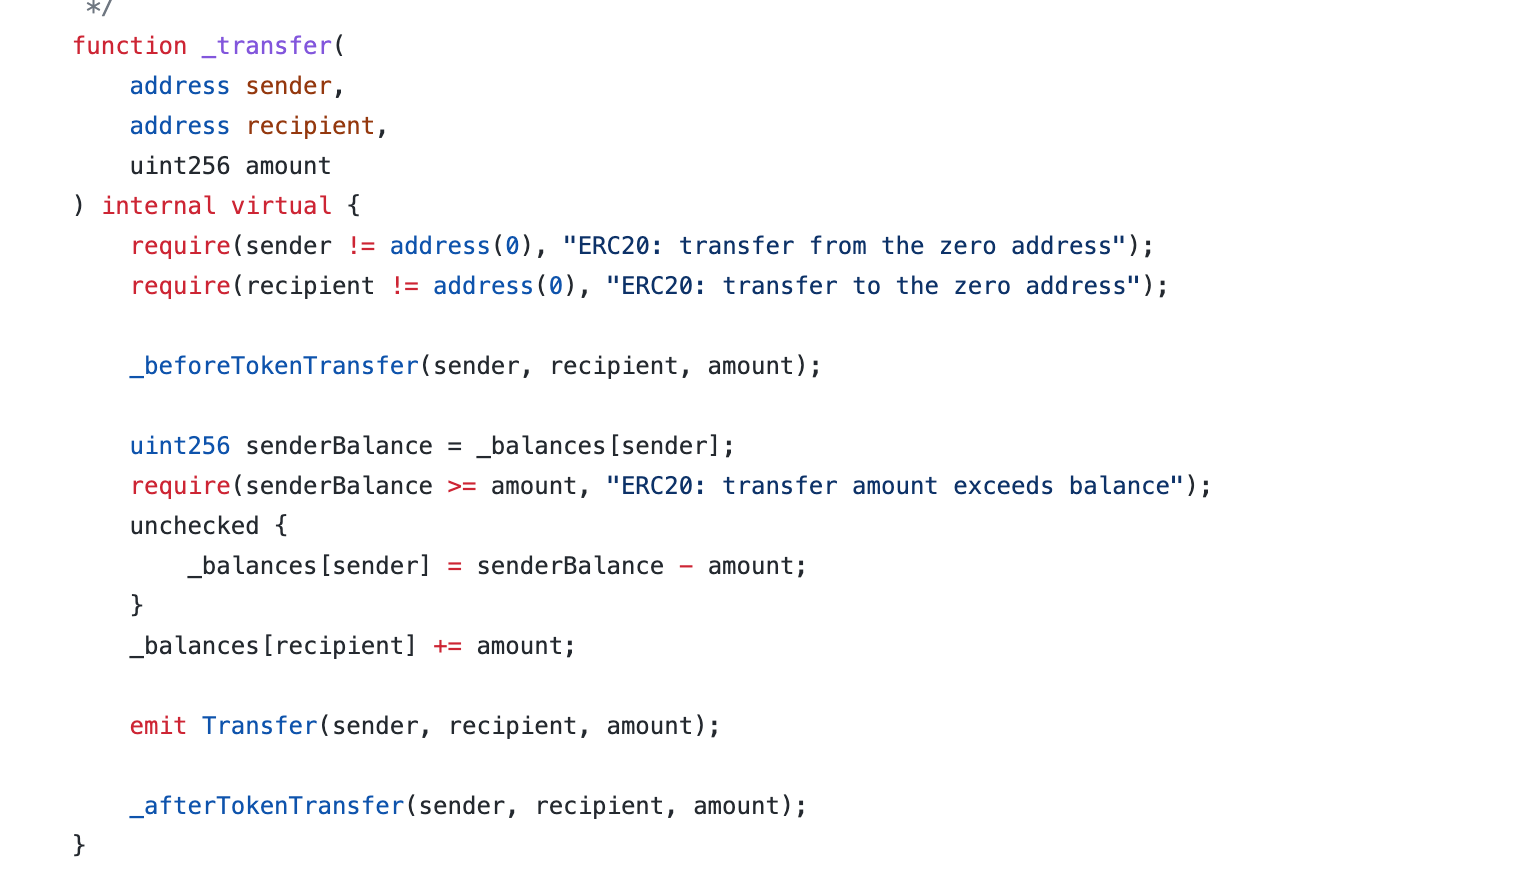 */
function _transfer(
address sender,
address recipient,
uint256 amount
) internal virtual {
require(sender != address(0), "ERC20: transfer from the zero address");
require(recipient != address(0), "ERC20: transfer to the zero address");
_beforeTokenTransfer(sender, recipient, amount);
uint256 senderBalance = _balances[sender];
require(senderBalance >= amount, "ERC20: transfer amount exceeds balance");
unchecked {
_balances[sender] = senderBalance - amount;
}
_balances[recipient] += amount;
emit Transfer(sender, recipient, amount);
_afterTokenTransfer(sender, recipient, amount);
}